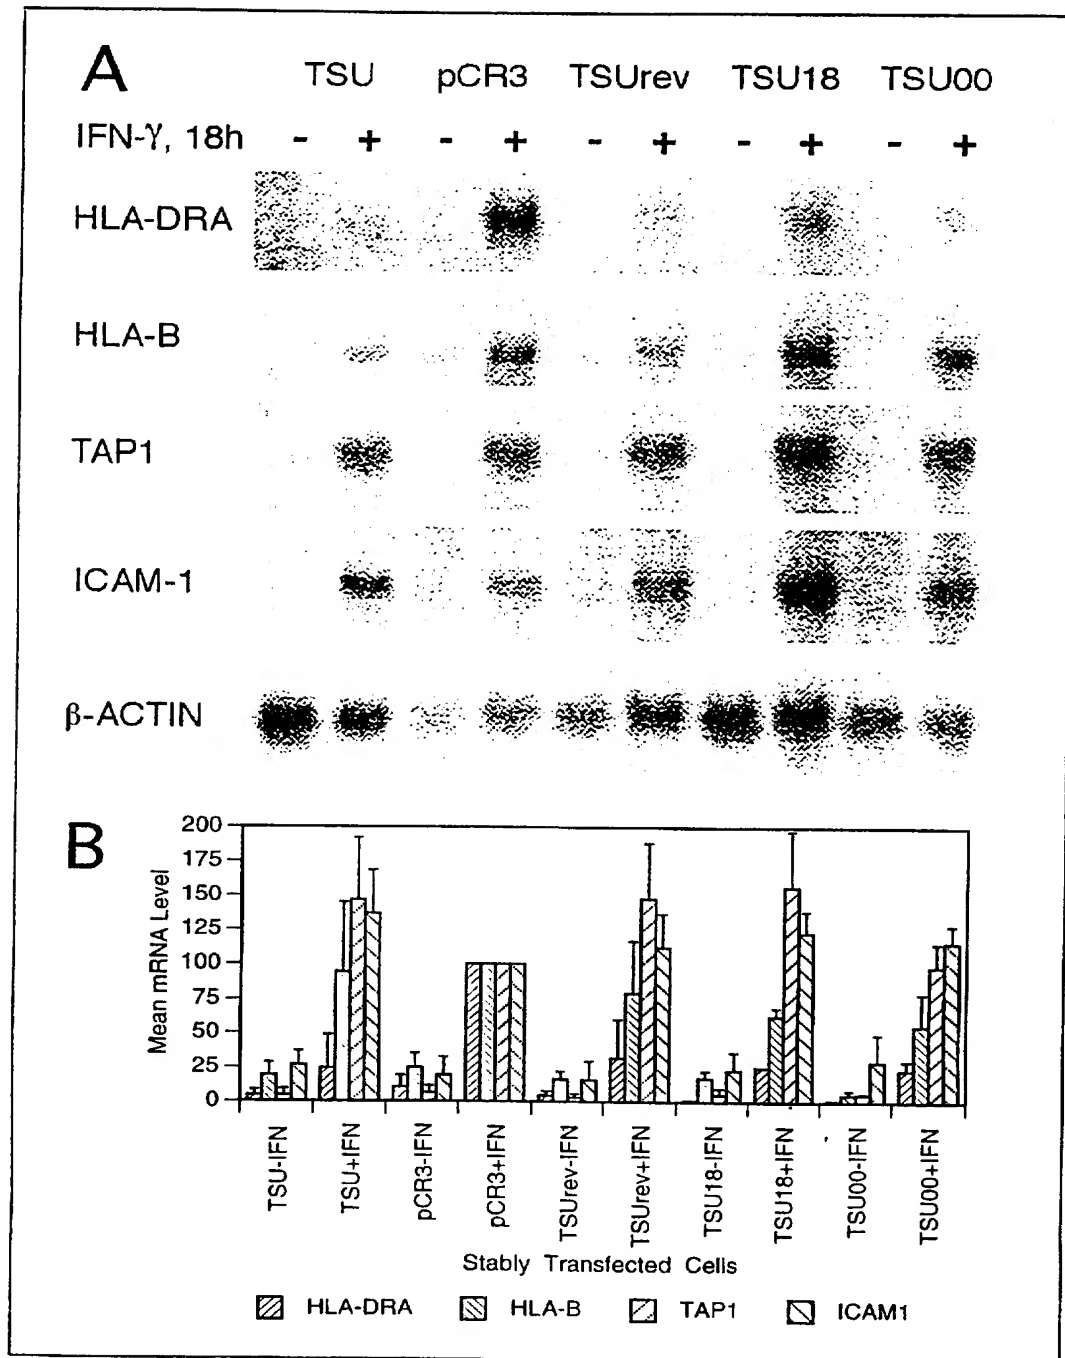 A
TSU pCR3 TSUrev TSU18 TSU00
IFN-γ, 18h - + - + - + - + - +
HLA-DRA
HLA-B
TAP1
ICAM-1
β-ACTIN
B
Mean mRNA Level
200
175
150
125
100
75
50
25
0
TSU-IFN
TSU+IFN
pCR3-IFN
pCR3+IFN
TSUrev-IFN
TSUrev+IFN
TSU18-IFN
TSU18+IFN
TSU00-IFN
TSU00+IFN
Stably Transfected Cells
HLA-DRA HLA-B TAP1 ICAM1